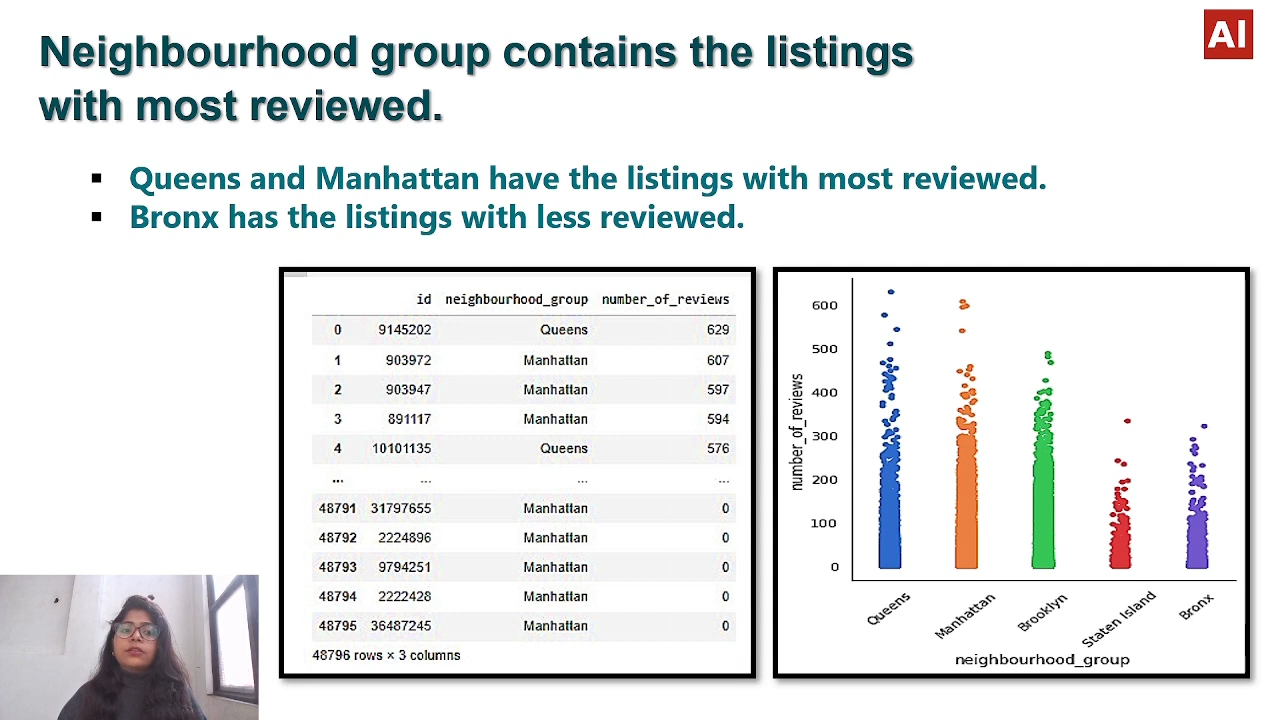 Neighbourhood group contains the listings
with most reviewed.
AI
▪ Queens and Manhattan have the listings with most reviewed.
▪ Bronx has the listings with less reviewed.
id neighbourhood_group number_of_reviews
0 9145202 Queens 629
1 903972 Manhattan 607
2 903947 Manhattan 597
3 891117 Manhattan 594
4 10101135 Queens 576
... ... ... ...
48791 31797655 Manhattan 0
48792 2224896 Manhattan 0
48793 9794251 Manhattan 0
48794 2222428 Manhattan 0
48795 36487245 Manhattan 0
48796 rows × 3 columns
number_of_reviews
600
500
400
300
200
100
0
Queens Manhattan Brooklyn Staten Island Bronx
neighbourhood_group